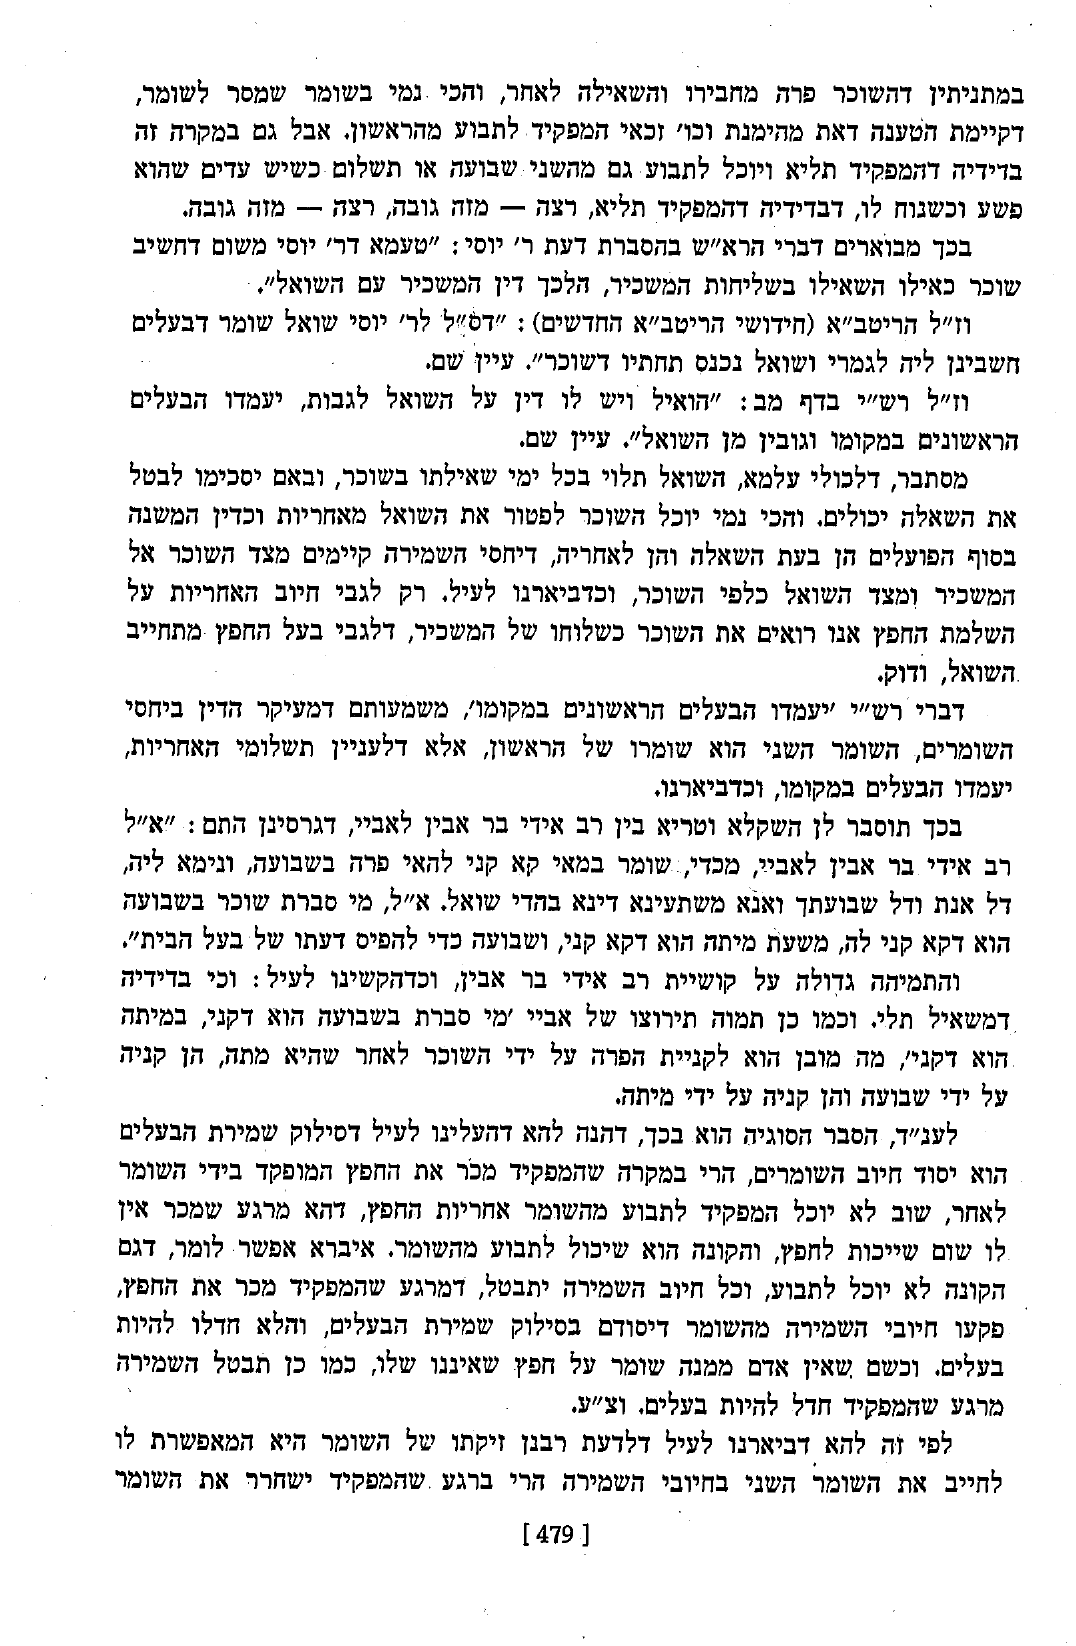 במתניתין דהשוכר פרה מחבירו והשאילה לאחר, והכי נמי בשומר שמסר לשומר,
דקיימת הטענה דאת מהימנת וכו׳ זכאי המפקיד לתבוע מהראשון. אבל גם במקרה זה
בדידיה דהמפקיד תליא ויוכל לתבוע גם מהשני שבועה או תשלום כשיש עדים שהוא
פשע וכשנוח לו, דבדידיה דהמפקיד תליא, רצה — מזה גובה, רצה — מזה גובה.
בכך מבוארים דברי הרא״ש בהסברת דעת ר׳ יוסי: ״טעמא דר׳ יוסי משום דחשיב
שוכר כאילו השאילו בשליחות המשכיר, הלכך דין המשכיר עם השואל״.
וז״ל הריטב״א (חידושי הריטב״א החדשים): ״דס״ל לר׳ יוסי שואל שומר דבעלים
חשבינן ליה לגמרי ושואל נכנס תחתיו דשוכר״. עיין שם.
וז״ל רש״י בדף מב: ״הואיל ויש לו דין על השואל לגבות, יעמדו הבעלים
הראשונים במקומו וגובין מן השואל״. עיין שם.
מסתבר, דלכולי עלמא, השואל תלוי בכל ימי שאילתו בשוכר, ובאם יסכימו לבטל
את השאלה יכולים. והכי נמי יוכל השוכר לפטור את השואל מאחריות וכדין המשנה
בסוף הפועלים הן בעת השאלה והן לאחריה, דיחסי השמירה קיימים מצד השוכר אל
המשכיר ומצד השואל כלפי השוכר, וכדביארנו לעיל. רק לגבי חיוב האחריות על
השלמת החפץ אנו רואים את השוכר כשלוחו של המשכיר, דלגבי בעל החפץ מתחייב
השואל, ודוק.
דברי רש״י ׳יעמדו הבעלים הראשונים במקומו׳, משמעותם דמעיקר הדין ביחסי
השומרים, השומר השני הוא שומרו של הראשון, אלא דלעניין תשלומי האחריות,
יעמדו הבעלים במקומו, וכדביארנו.
בכך תוסבר לן השקלא וטריא בין רב אידי בר אבין לאביי, דגרסינן התם: ״א״ל
רב אידי בר אבין לאביי, מכדי, שומר במאי קא קני להאי פרה בשבועה, ונימא ליה,
דל אנת ודל שבועתך ואנא משתעינא דינא בהדי שואל. א״ל, מי סברת שוכר בשבועה
הוא דקא קני לה, משעת מיתה הוא דקא קני, ושבועה כדי להפיס דעתו של בעל הבית״.
והתמיהה גדולה על קושיית רב אידי בר אבין, וכדהקשינו לעיל: וכי בדידיה
דמשאיל תלי. וכמו כן תמוה תירוצו של אביי ׳מי סברת בשבועה הוא דקני, במיתה
הוא דקני׳, מה מובן הוא לקניית הפרה על ידי השוכר לאחר שהיא מתה, הן קניה
על ידי שבועה והן קניה על ידי מיתה.
לענ״ד, הסבר הסוגיה הוא בכך, דהנה להא דהעלינו לעיל דסילוק שמירת הבעלים
הוא יסוד חיוב השומרים, הרי במקרה שהמפקיד מכר את החפץ המופקד בידי השומר
לאחר, שוב לא יוכל המפקיד לתבוע מהשומר אחריות החפץ, דהא מרגע שמכר אין
לו שום שייכות לחפץ, והקונה הוא שיכול לתבוע מהשומר. איברא אפשר לומר, דגם
הקונה לא יוכל לתבוע, וכל חיוב השמירה יתבטל, דמרגע שהמפקיד מכר את החפץ,
פקעו חיובי השמירה מהשומר דיסודם בסילוק שמירת הבעלים, והלא חדלו להיות
בעלים. וכשם שאין אדם ממנה שומר על חפץ שאיננו שלו, כמו כן תבטל השמירה
מרגע שהמפקיד חדל להיות בעלים. וצ״ע.
לפי זה להא דביארנו לעיל דלדעת רבנן זיקתו של השומר היא המאפשרת לו
לחייב את השומר השני בחיובי השמירה הרי ברגע שהמפקיד ישחרר את השומר
[479]